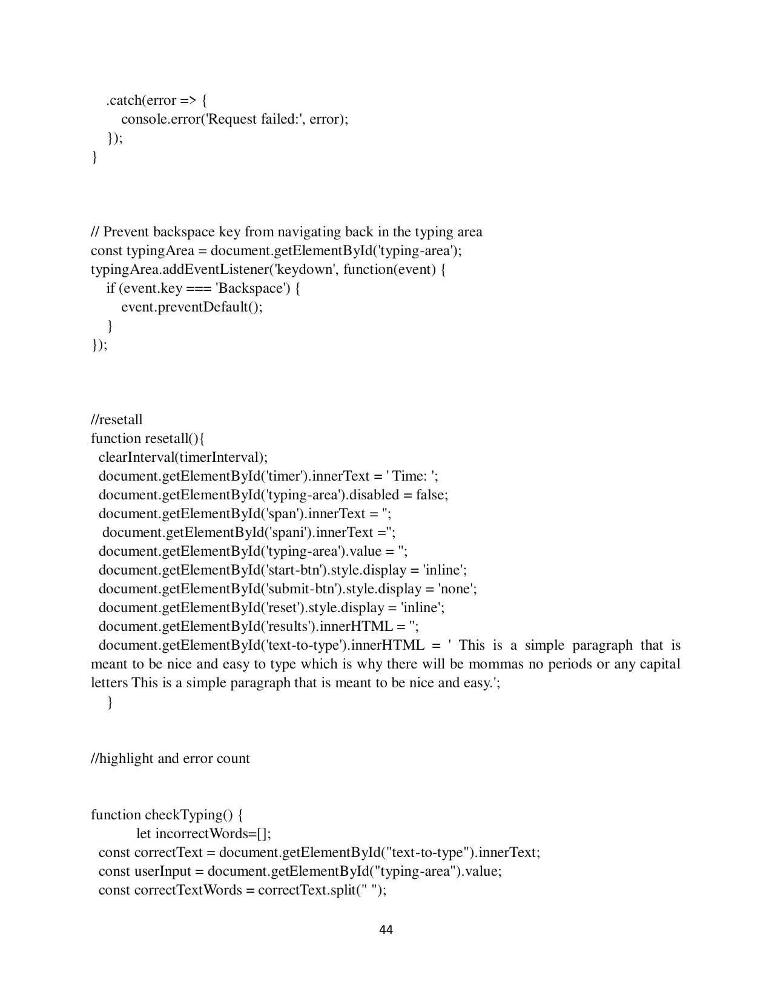 .catch(error => {
console.error('Request failed:', error);
});
}
// Prevent backspace key from navigating back in the typing area
const typingArea = document.getElementById('typing-area');
typingArea.addEventListener('keydown', function(event) {
if (event.key === 'Backspace') {
event.preventDefault();
}
});
//resetall
function resetall(){
clearInterval(timerInterval);
document.getElementById('timer').innerText = ' Time: ';
document.getElementById('typing-area').disabled = false;
document.getElementById('span').innerText = '';
document.getElementById('spani').innerText ='';
document.getElementById('typing-area').value = '';
document.getElementById('start-btn').style.display = 'inline';
document.getElementById('submit-btn').style.display = 'none';
document.getElementById('reset').style.display = 'inline';
document.getElementById('results').innerHTML = '';
document.getElementById('text-to-type').innerHTML = ' This is a simple paragraph that is
meant to be nice and easy to type which is why there will be mommas no periods or any capital
letters This is a simple paragraph that is meant to be nice and easy.';
}
//highlight and error count
function checkTyping() {
let incorrectWords=[];
const correctText = document.getElementById("text-to-type").innerText;
const userInput = document.getElementById("typing-area").value;
const correctTextWords = correctText.split(" ");
44